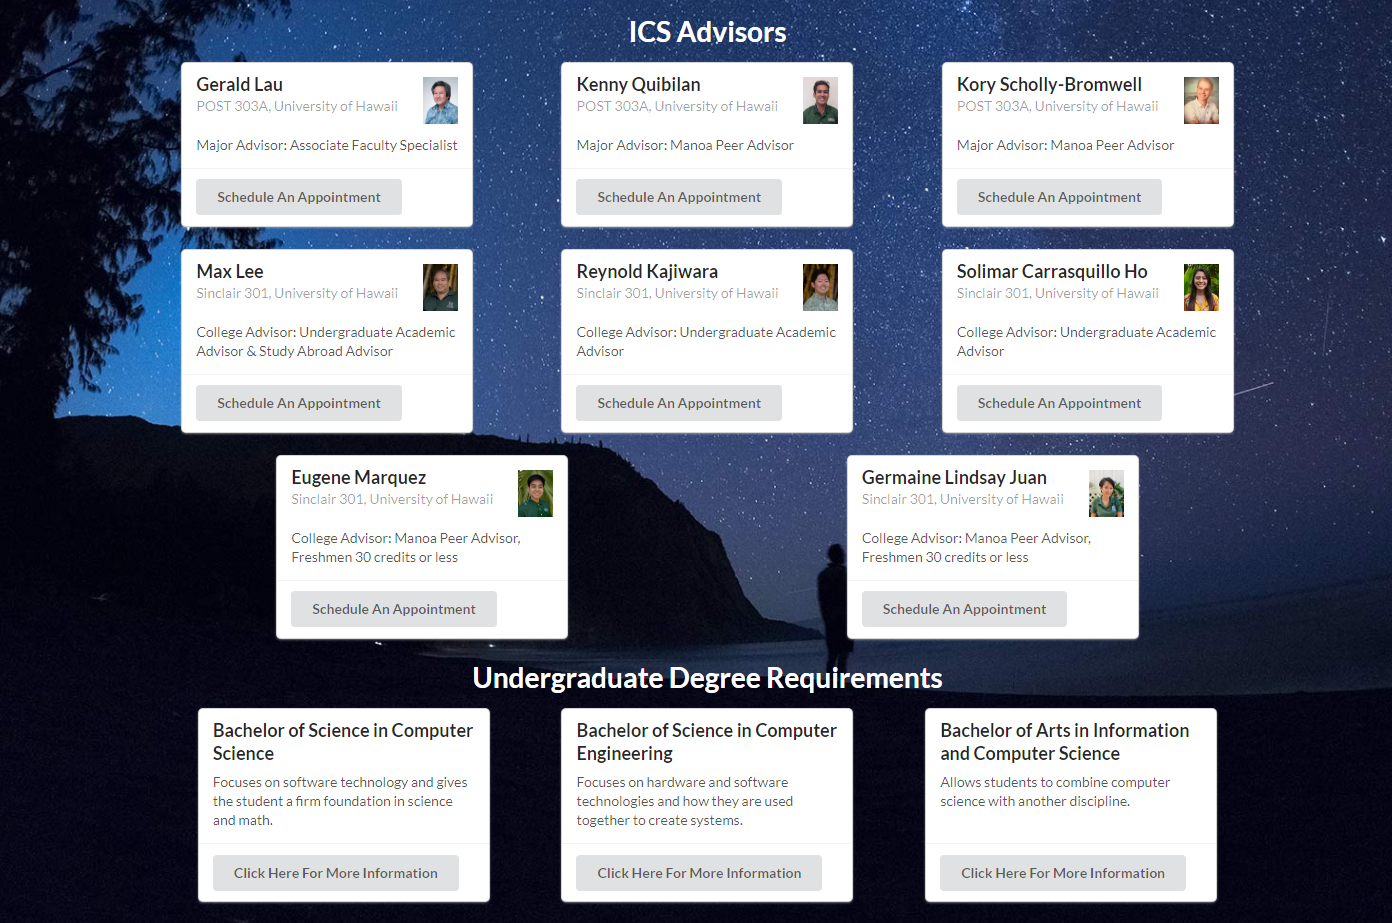 ICS Advisors
Gerald Lau
POST 303A, University of Hawaii
Major Advisor: Associate Faculty Specialist
Schedule An Appointment
Kenny Quibilan
POST 303A, University of Hawaii
Major Advisor: Manoa Peer Advisor
Schedule An Appointment
Kory Scholly-Bromwell
POST 303A, University of Hawaii
Major Advisor: Manoa Peer Advisor
Schedule An Appointment
Max Lee
Sinclair 301, University of Hawaii
College Advisor: Undergraduate Academic
Advisor & Study Abroad Advisor
Schedule An Appointment
Reynold Kajiwara
Sinclair 301, University of Hawaii
College Advisor: Undergraduate Academic
Advisor
Schedule An Appointment
Solimar Carrasquillo Ho
Sinclair 301, University of Hawaii
College Advisor: Undergraduate Academic
Advisor
Schedule An Appointment
Eugene Marquez
Sinclair 301, University of Hawaii
College Advisor: Manoa Peer Advisor,
Freshmen 30 credits or less
Schedule An Appointment
Germaine Lindsay Juan
Sinclair 301, University of Hawaii
College Advisor: Manoa Peer Advisor,
Freshmen 30 credits or less
Schedule An Appointment
Undergraduate Degree Requirements
Bachelor of Science in Computer
Science
Focuses on software technology and gives
the student a firm foundation in science
and math.
Click Here For More Information
Bachelor of Science in Computer
Engineering
Focuses on hardware and software
technologies and how they are used
together to create systems.
Click Here For More Information
Bachelor of Arts in Information
and Computer Science
Allows students to combine computer
science with another discipline.
Click Here For More Information